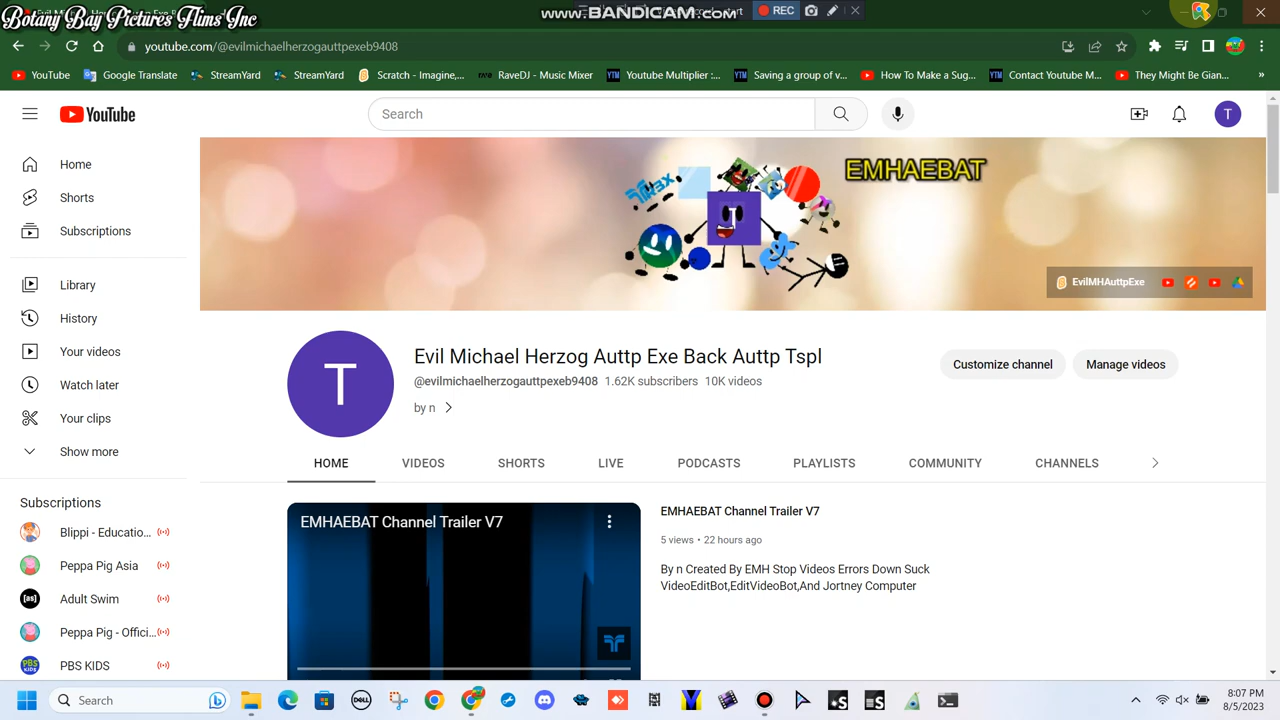 Botany Bay Pictures Flims Inc
www.BANDICAM.com
REC
youtube.com/@evilmichaelherzogauttpexeb9408
YouTube
Google Translate
StreamYard
StreamYard
Scratch - Imagine,...
RaveDJ - Music Mixer
Youtube Multiplier :...
Saving a group of v...
How To Make a Sug...
Contact Youtube M...
They Might Be Gian...
»
YouTube
Search
T
Home
Shorts
Subscriptions
Library
History
Your videos
Watch later
Your clips
Show more
Subscriptions
Blippi - Educatio...
Peppa Pig Asia
Adult Swim
Peppa Pig - Offici...
PBS KIDS
EMHAEBAT
EvilMHAuttpExe
T
Evil Michael Herzog Auttp Exe Back Auttp Tspl
@evilmichaelherzogauttpexeb9408 1.62K subscribers 10K videos
by n
Customize channel
Manage videos
HOME VIDEOS SHORTS LIVE PODCASTS PLAYLISTS COMMUNITY CHANNELS
EMHAEBAT Channel Trailer V7
EMHAEBAT Channel Trailer V7
5 views • 22 hours ago
By n Created By EMH Stop Videos Errors Down Suck
VideoEditBot,EditVideoBot,And Jortney Computer
Search
8:07 PM
8/5/2023